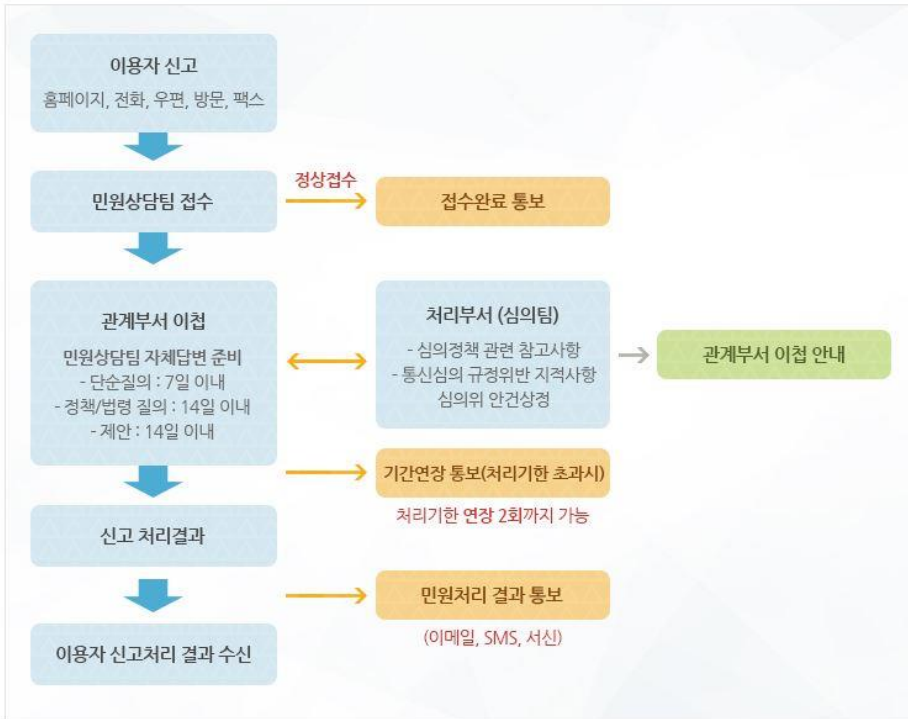 이용자 신고
홈페이지, 전화, 우편, 방문, 팩스
민원상담팀 접수
정상접수
접수완료 통보
관계부서 이첩
민원상담팀 자체답변 준비
- 단순질의 : 7일 이내
- 정책/법령 질의 : 14일 이내
- 제안 : 14일 이내
처리부서 (심의팀)
- 심의정책 관련 참고사항
- 통신심의 규정위반 지적사항
심의위 안건상정
관계부서 이첩 안내
기간연장 통보(처리기한 초과시)
처리기한 연장 2회까지 가능
신고 처리결과
민원처리 결과 통보
(이메일, SMS, 서신)
이용자 신고처리 결과 수신